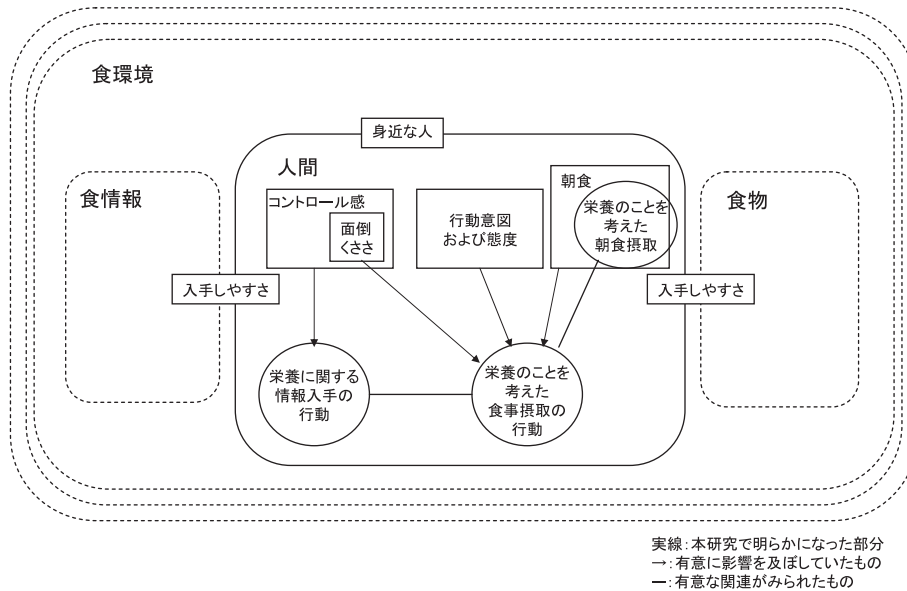 食環境
身近な人
人間
食情報
コントロール感
面倒
くささ
行動意図
および態度
朝食
栄養のことを
考えた
朝食摂取
食物
入手しやすさ
入手しやすさ
栄養に関する
情報入手の
行動
栄養のことを
考えた
食事摂取の
行動
実線：本研究で明らかになった部分
→：有意に影響を及ぼしていたもの
ー：有意な関連がみられたもの